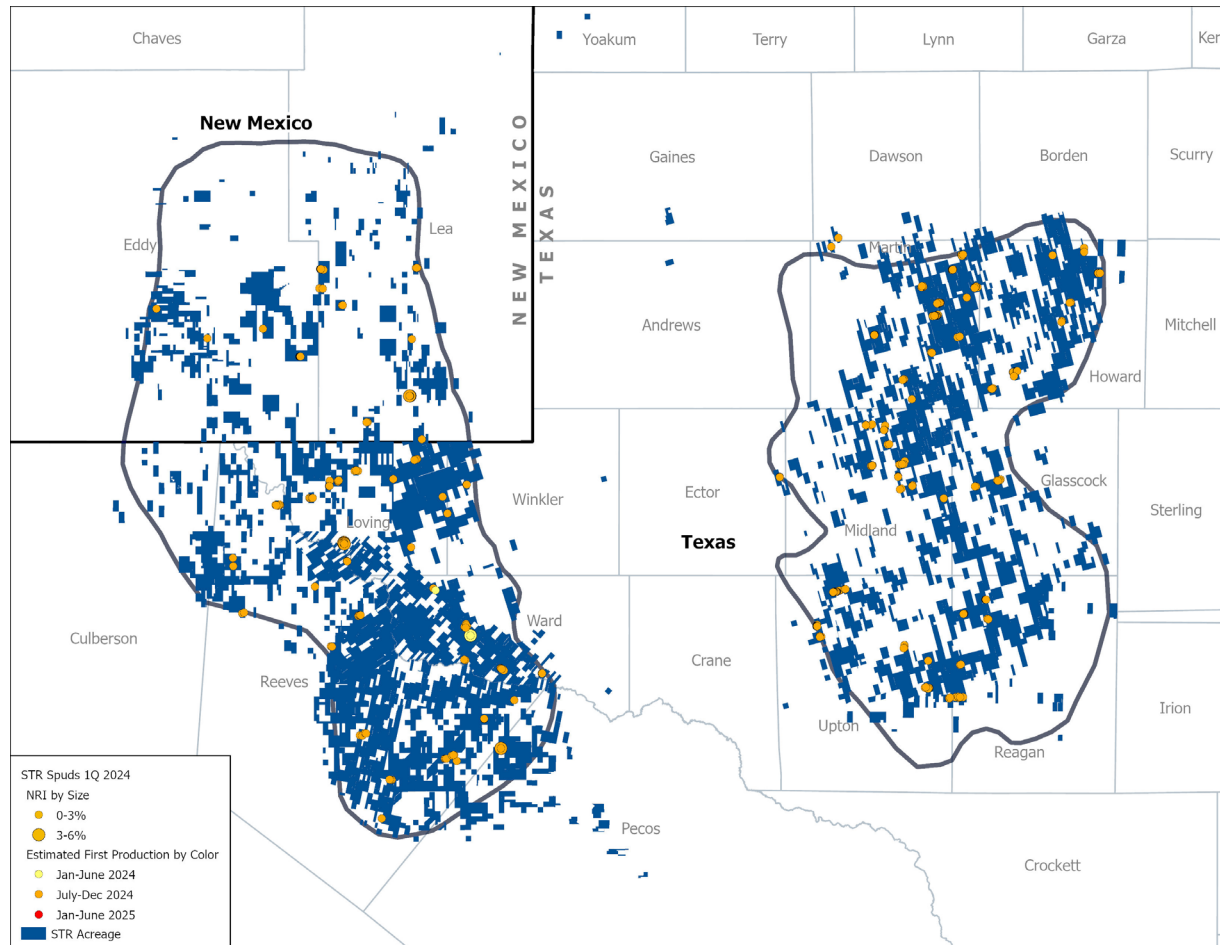 Chaves
Yoakum
Terry
Lynn
Garza
Ker
New Mexico
NEW MEXICO
TEXAS
Gaines
Dawson
Borden
Scurry
Eddy
Lea
Martin
Andrews
Mitchell
Howard
Winkler
Ector
Glasscock
Loving
Midland
Sterling
Texas
Culberson
Ward
Crane
Reeves
Upton
Reagan
Irion
Pecos
Crockett
STR Spuds 1Q 2024
NRI by Size
0-3%
3-6%
Estimated First Production by Color
Jan-June 2024
July-Dec 2024
Jan-June 2025
STR Acreage